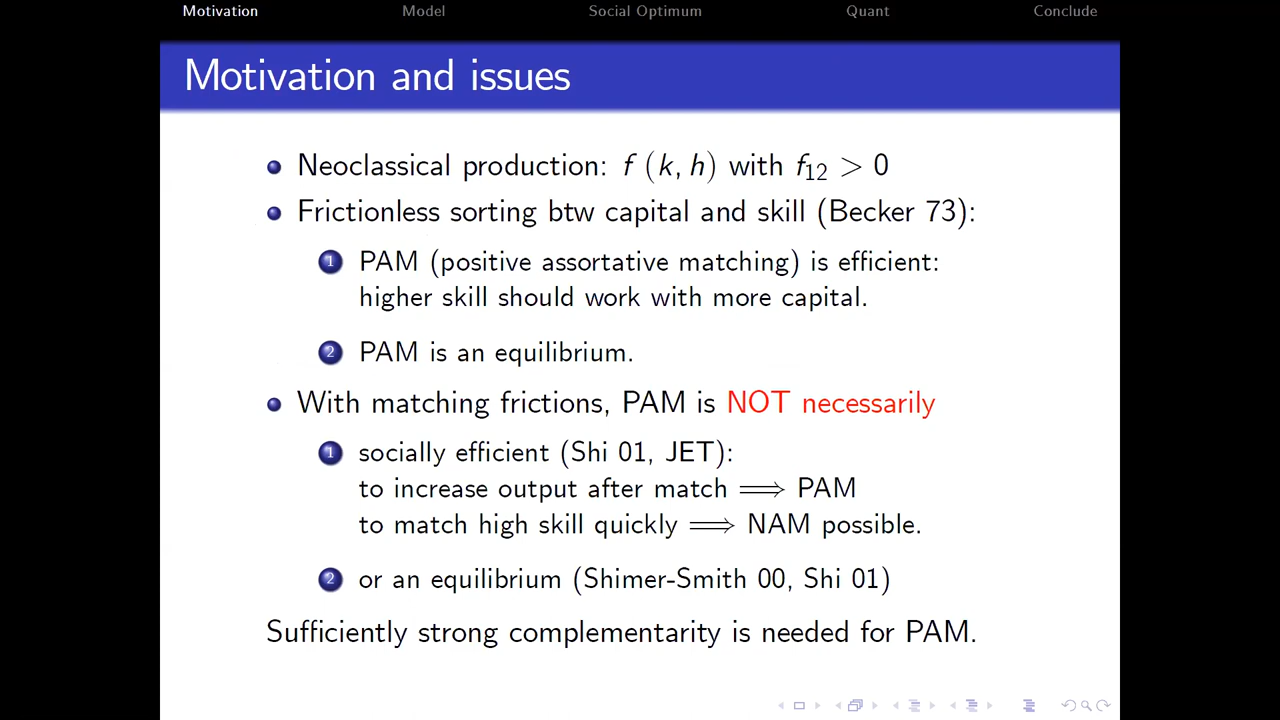 Motivation Model Social Optimum Quant Conclude
Motivation and issues
Neoclassical production: f (k, h) with f₁₂ > 0
Frictionless sorting btw capital and skill (Becker 73):
1 PAM (positive assortative matching) is efficient:
higher skill should work with more capital.
2 PAM is an equilibrium.
With matching frictions, PAM is NOT necessarily
1 socially efficient (Shi 01, JET):
to increase output after match ⟹ PAM
to match high skill quickly ⟹ NAM possible.
2 or an equilibrium (Shimer-Smith 00, Shi 01)
Sufficiently strong complementarity is needed for PAM.